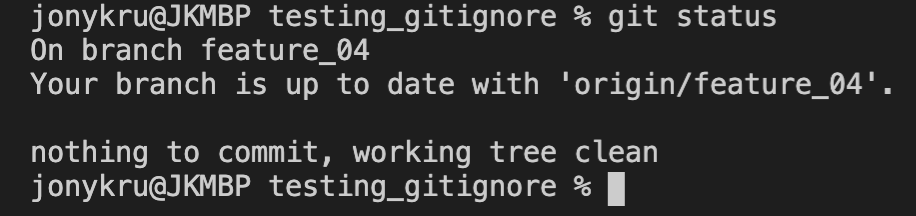 jonykru@JKMBP testing_gitignore % git status
On branch feature_04
Your branch is up to date with 'origin/feature_04'.
nothing to commit, working tree clean
jonykru@JKMBP testing_gitignore %